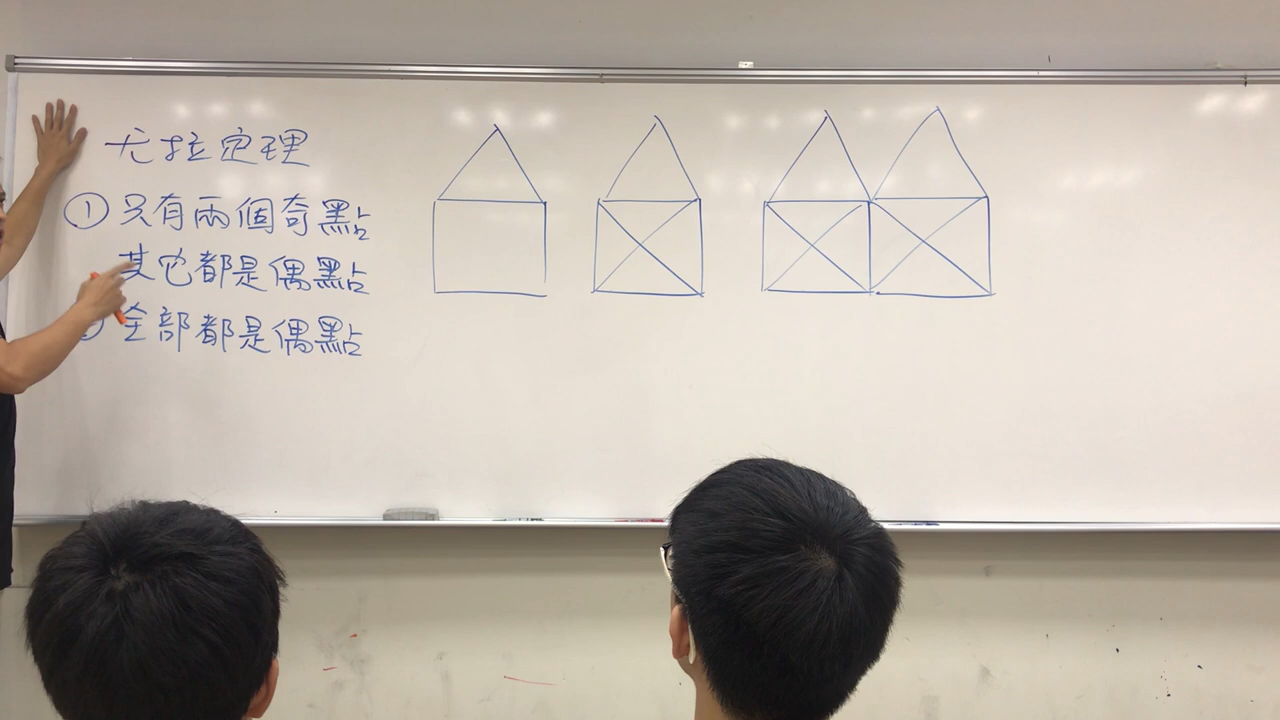 尤拉定理
① 只有兩個奇點
其它都是偶點
② 全部都是偶點